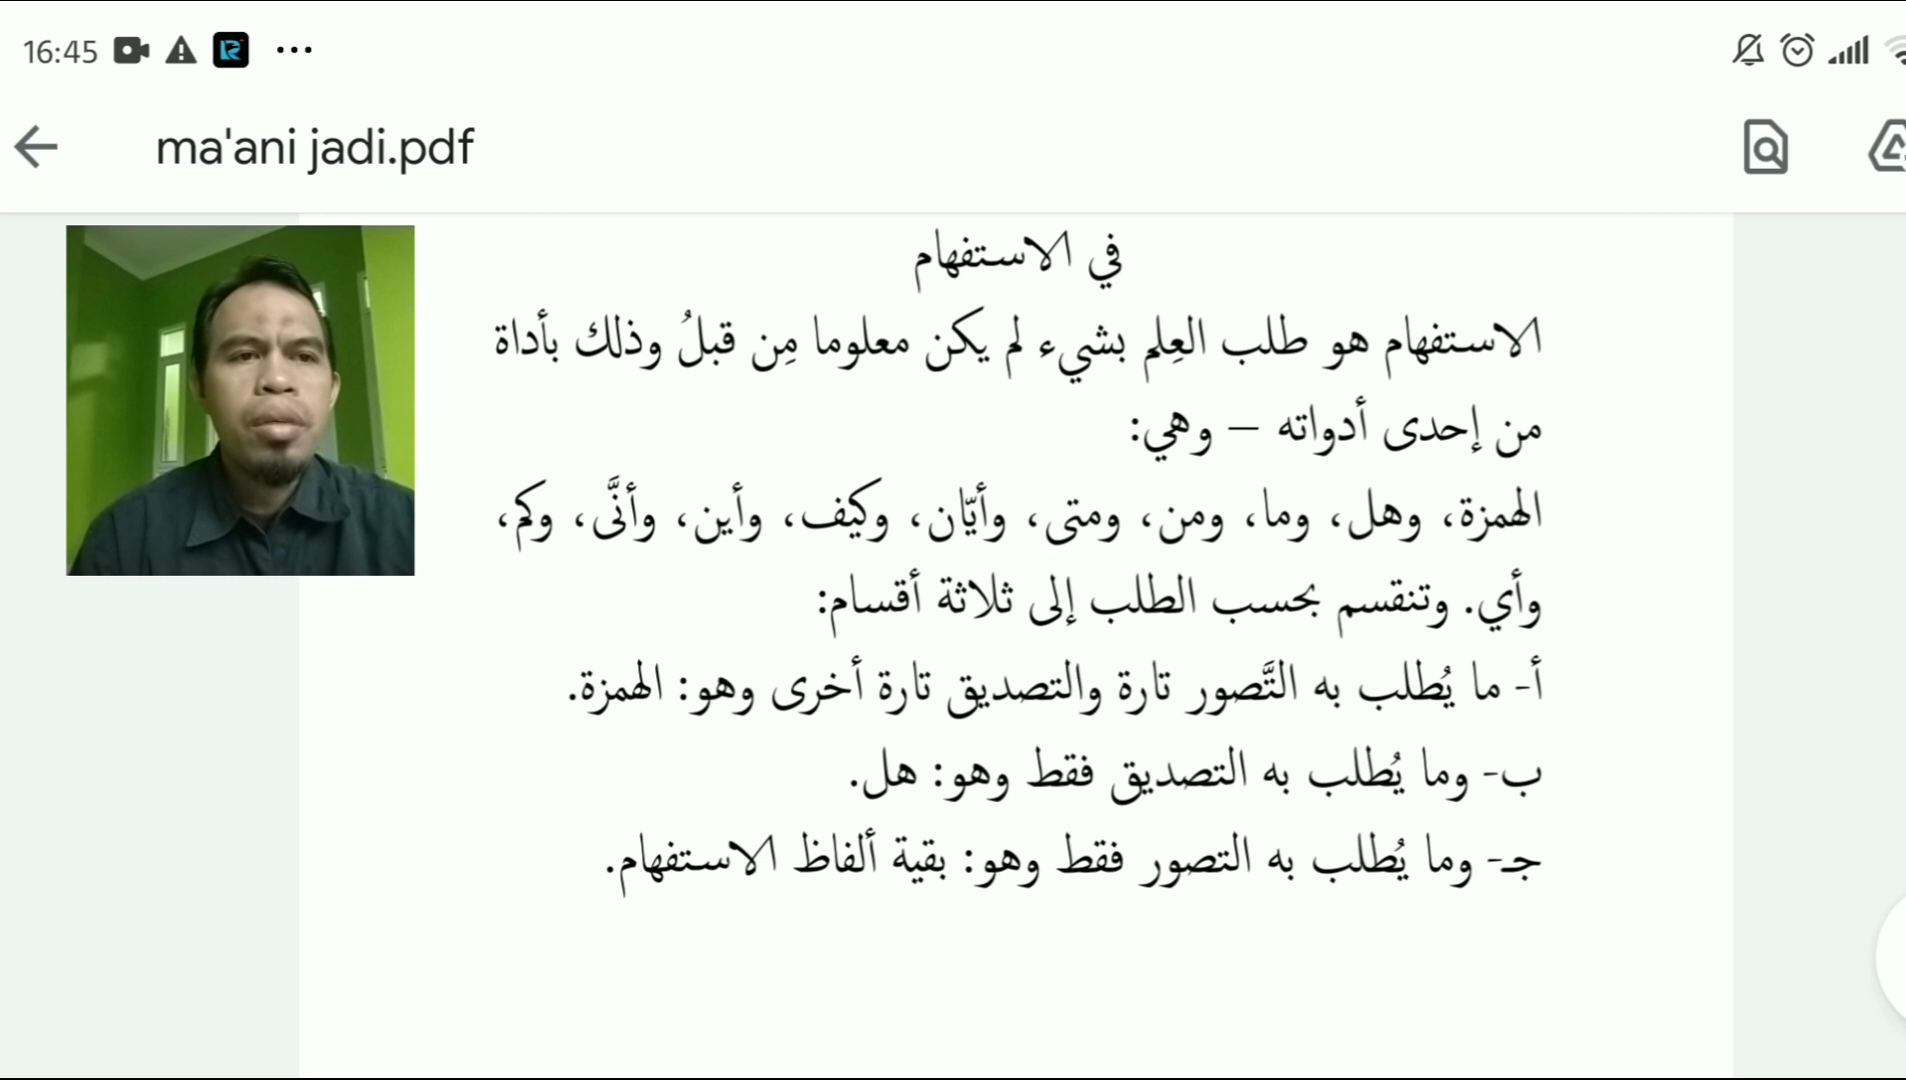 16:45
ma'ani jadi.pdf
في الاستفهام
الاستفهام هو طلب العِلم بشيء لم يكن معلوما مِن قبلُ وذلك بأداة
من إحدى أدواته – وهي:
الهمزة، وهل، وما، ومن، ومتى، وأيّان، وكيف، وأين، وأنَّى، وكم،
وأي. وتنقسم بحسب الطلب إلى ثلاثة أقسام:
أ- ما يُطلب به التَّصور تارة والتصديق تارة أخرى وهو: الهمزة.
ب- وما يُطلب به التصديق فقط وهو: هل.
جـ- وما يُطلب به التصور فقط وهو: بقية ألفاظ الاستفهام.